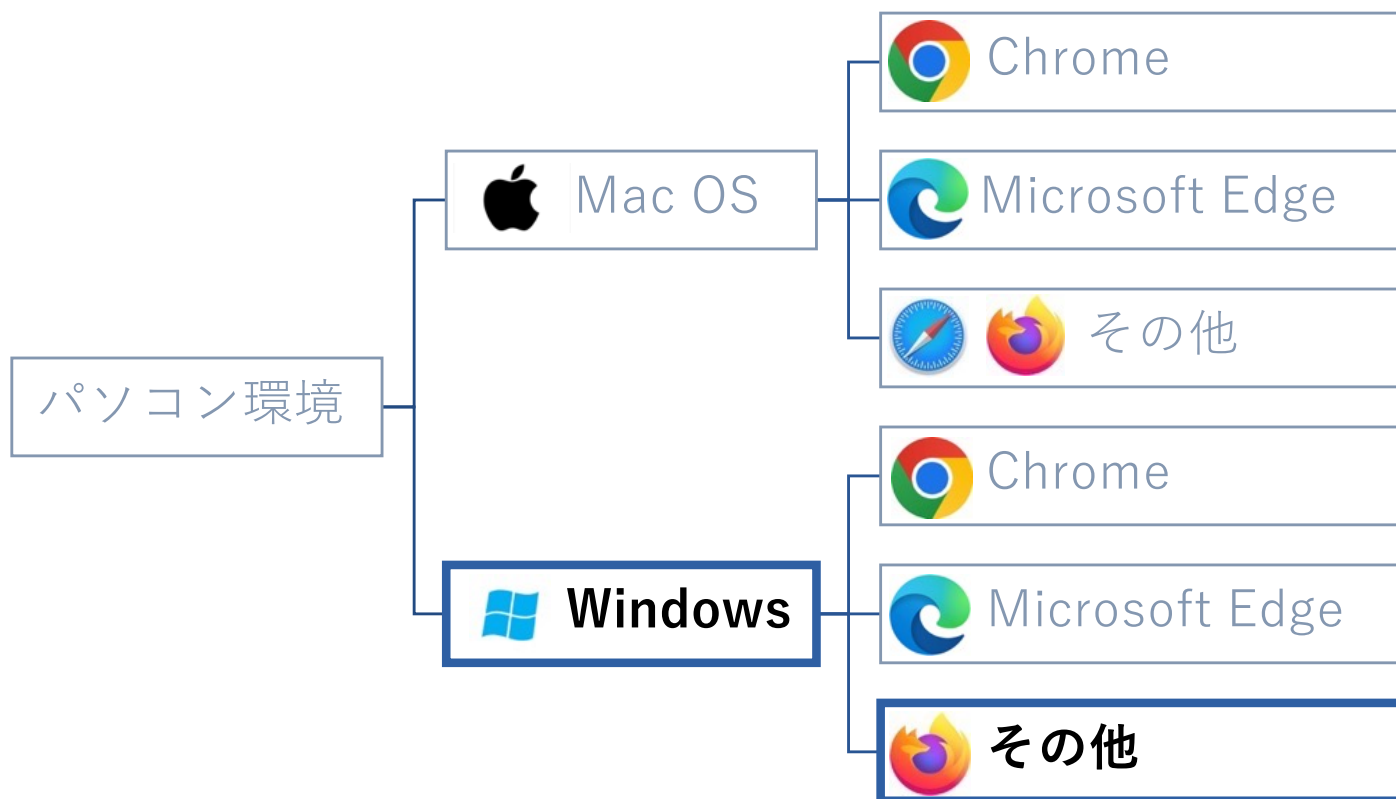 パソコン環境
Mac OS
Chrome
Microsoft Edge
その他
Windows
Chrome
Microsoft Edge
その他